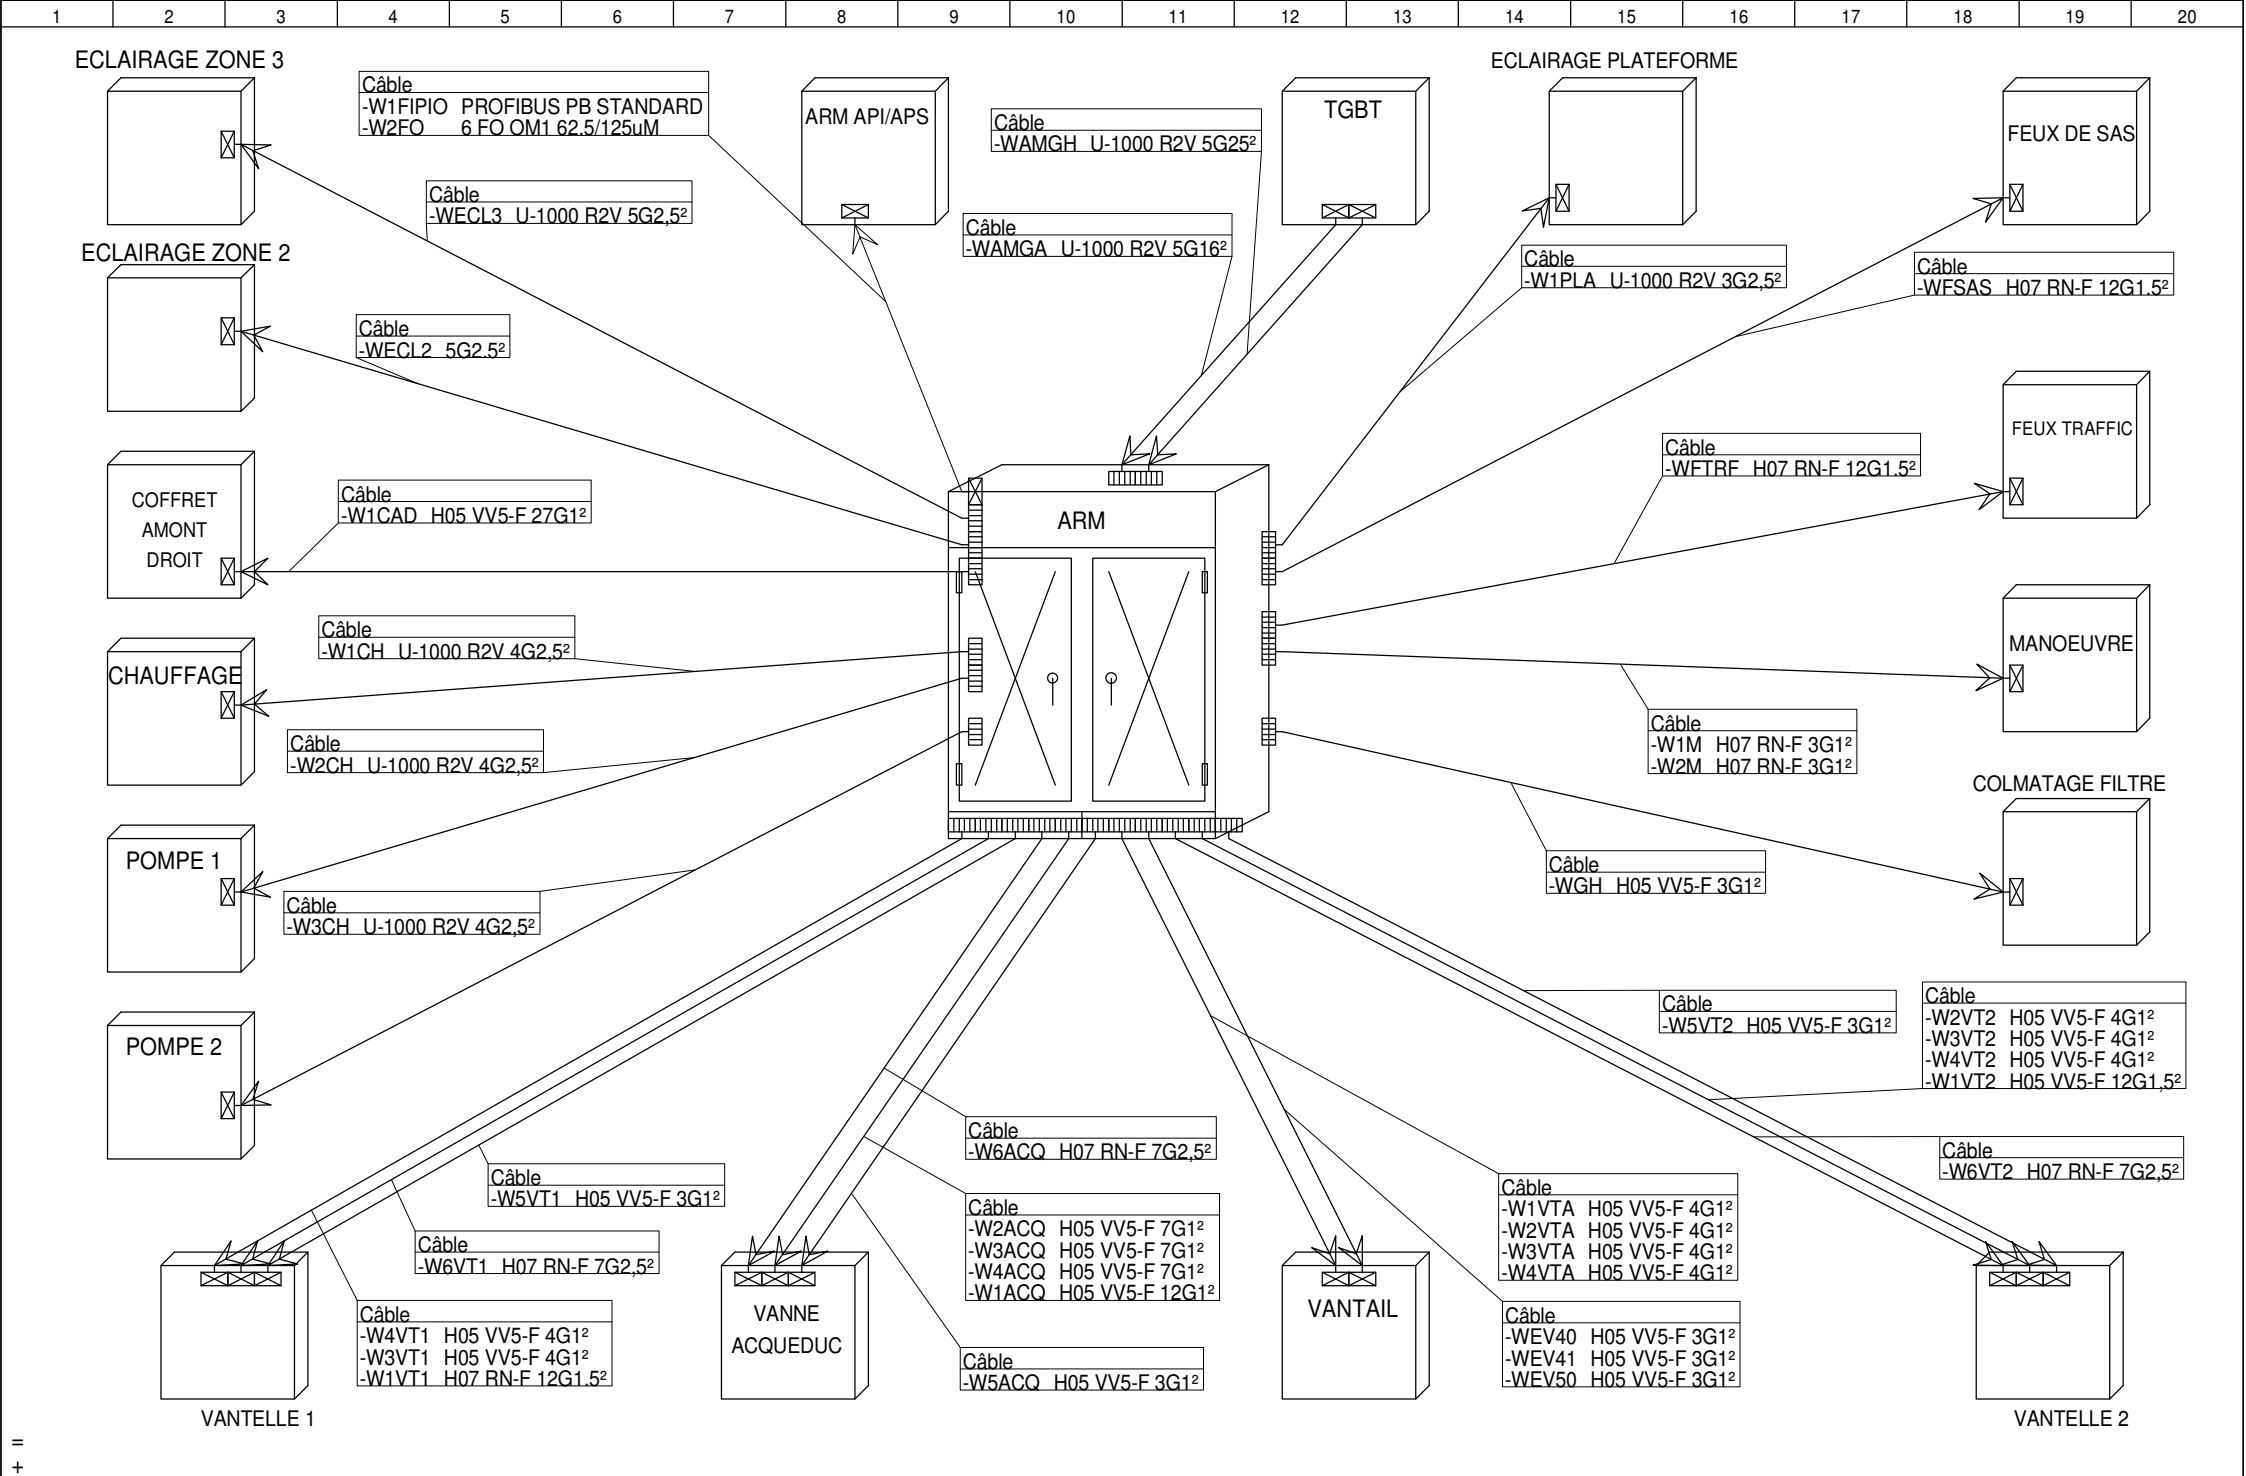 1 2 3 4 5 6 7 8 9 10 11 12 13 14 15 16 17 18 19 20
ECLAIRAGE ZONE 3
Câble
-W1FIPIO PROFIBUS PB STANDARD
-W2FO 6 FO OM1 62.5/125uM
ARM API/APS
Câble
-WAMGH U-1000 R2V 5G25²
TGBT
ECLAIRAGE PLATEFORME
FEUX DE SAS
Câble
-WECL3 U-1000 R2V 5G2,5²
Câble
-WAMGA U-1000 R2V 5G16²
ECLAIRAGE ZONE 2
Câble
-W1PLA U-1000 R2V 3G2,5²
Câble
-WFSAS H07 RN-F 12G1.5²
Câble
-WECL2 5G2.5²
FEUX TRAFFIC
Câble
-WFTRF H07 RN-F 12G1.5²
COFFRET
AMONT
DROIT
Câble
-W1CAD H05 VV5-F 27G1²
ARM
Câble
-W1CH U-1000 R2V 4G2,5²
CHAUFFAGE
MANOEUVRE
Câble
-W2CH U-1000 R2V 4G2,5²
Câble
-W1M H07 RN-F 3G1²
-W2M H07 RN-F 3G1²
COLMATAGE FILTRE
POMPE 1
Câble
-WGH H05 VV5-F 3G1²
Câble
-W3CH U-1000 R2V 4G2,5²
POMPE 2
Câble
-W5VT2 H05 VV5-F 3G1²
Câble
-W2VT2 H05 VV5-F 4G1²
-W3VT2 H05 VV5-F 4G1²
-W4VT2 H05 VV5-F 4G1²
-W1VT2 H05 VV5-F 12G1,5²
Câble
-W6ACQ H07 RN-F 7G2,5²
Câble
-W6VT2 H07 RN-F 7G2,5²
Câble
-W5VT1 H05 VV5-F 3G1²
Câble
-W2ACQ H05 VV5-F 7G1²
-W3ACQ H05 VV5-F 7G1²
-W4ACQ H05 VV5-F 7G1²
-W1ACQ H05 VV5-F 12G1²
Câble
-W1VTA H05 VV5-F 4G1²
-W2VTA H05 VV5-F 4G1²
-W3VTA H05 VV5-F 4G1²
-W4VTA H05 VV5-F 4G1²
Câble
-W6VT1 H07 RN-F 7G2,5²
Câble
-W4VT1 H05 VV5-F 4G1²
-W3VT1 H05 VV5-F 4G1²
-W1VT1 H07 RN-F 12G1.5²
VANNE
ACQUEDUC
Câble
-W5ACQ H05 VV5-F 3G1²
VANTAIL
Câble
-WEV40 H05 VV5-F 3G1²
-WEV41 H05 VV5-F 3G1²
-WEV50 H05 VV5-F 3G1²
VANTELLE 1
VANTELLE 2
=
+